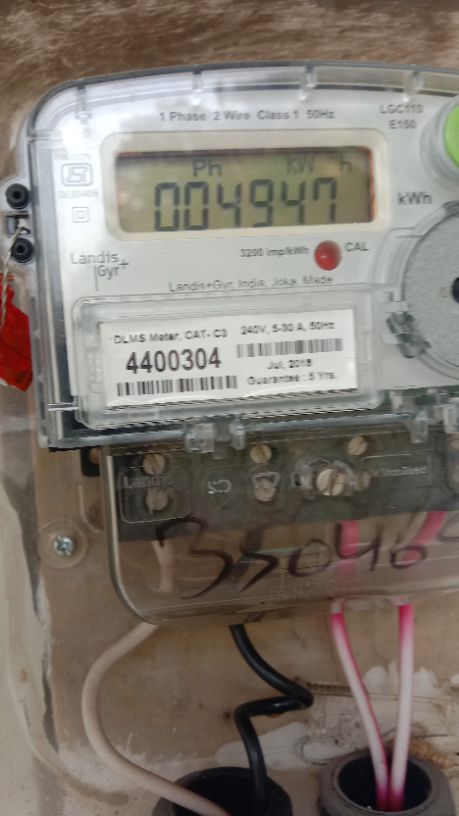 1 Phase 2 Wire Class 1 50Hz
LGC110
E150
Ph KW h
004947
kWh
3200 imp/kWh CAL
Landis
Gyr+
Landis+Gyr, India, Joka, Made
DLMS Meter, CAT- C3 240V, 5-30 A, 50Hz
4400304
Jul, 2018
Guarantee : 5 Yrs.
Landis